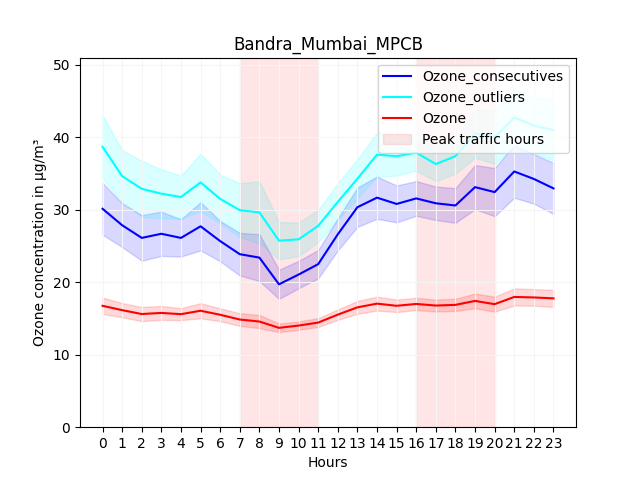 Bandra_Mumbai_MPCB
50
40
30
20
10
0
Ozone concentration in µg/m³
Ozone_consecutives
Ozone_outliers
Ozone
Peak traffic hours
0 1 2 3 4 5 6 7 8 9 10 11 12 13 14 15 16 17 18 19 20 21 22 23
Hours